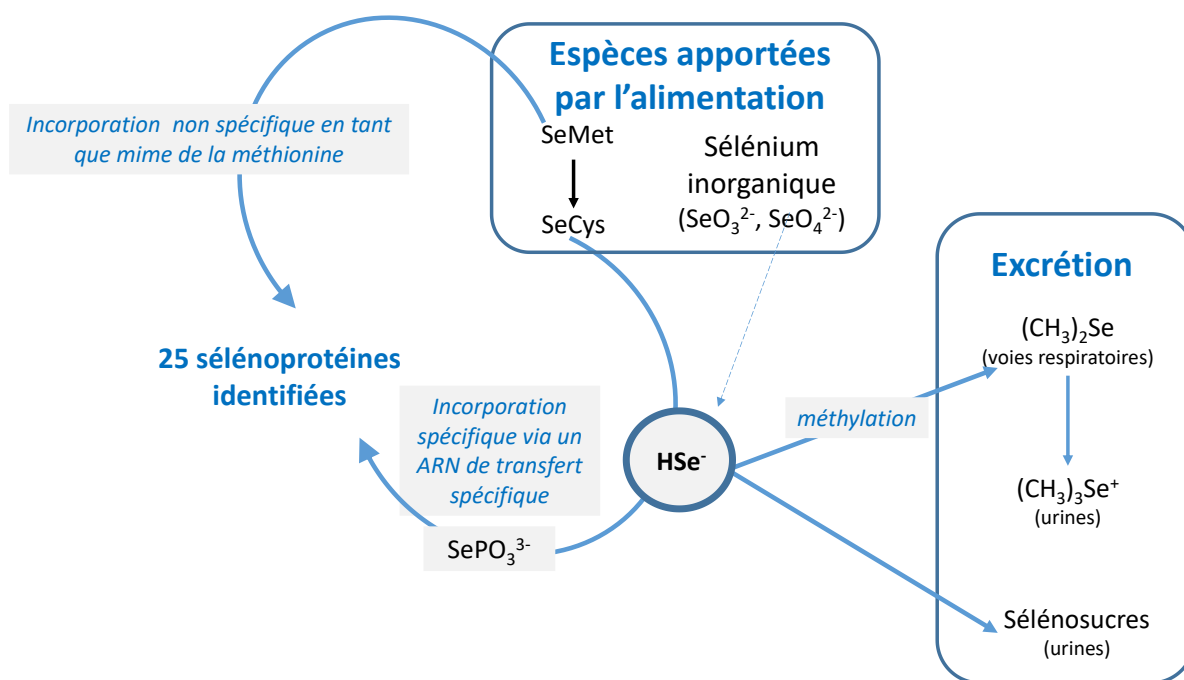 Espèces apportées
par l’alimentation
Incorporation non spécifique en tant
que mime de la méthionine
SeMet
SeCys
Sélénium
inorganique
(SeO₃²⁻, SeO₄²⁻)
25 sélénoprotéines
identifiées
Incorporation
spécifique via un
ARN de transfert
spécifique
SePO₃³⁻
HSe⁻
méthylation
Excrétion
(CH₃)₂Se
(voies respiratoires)
(CH₃)₃Se⁺
(urines)
Sélénosucres
(urines)